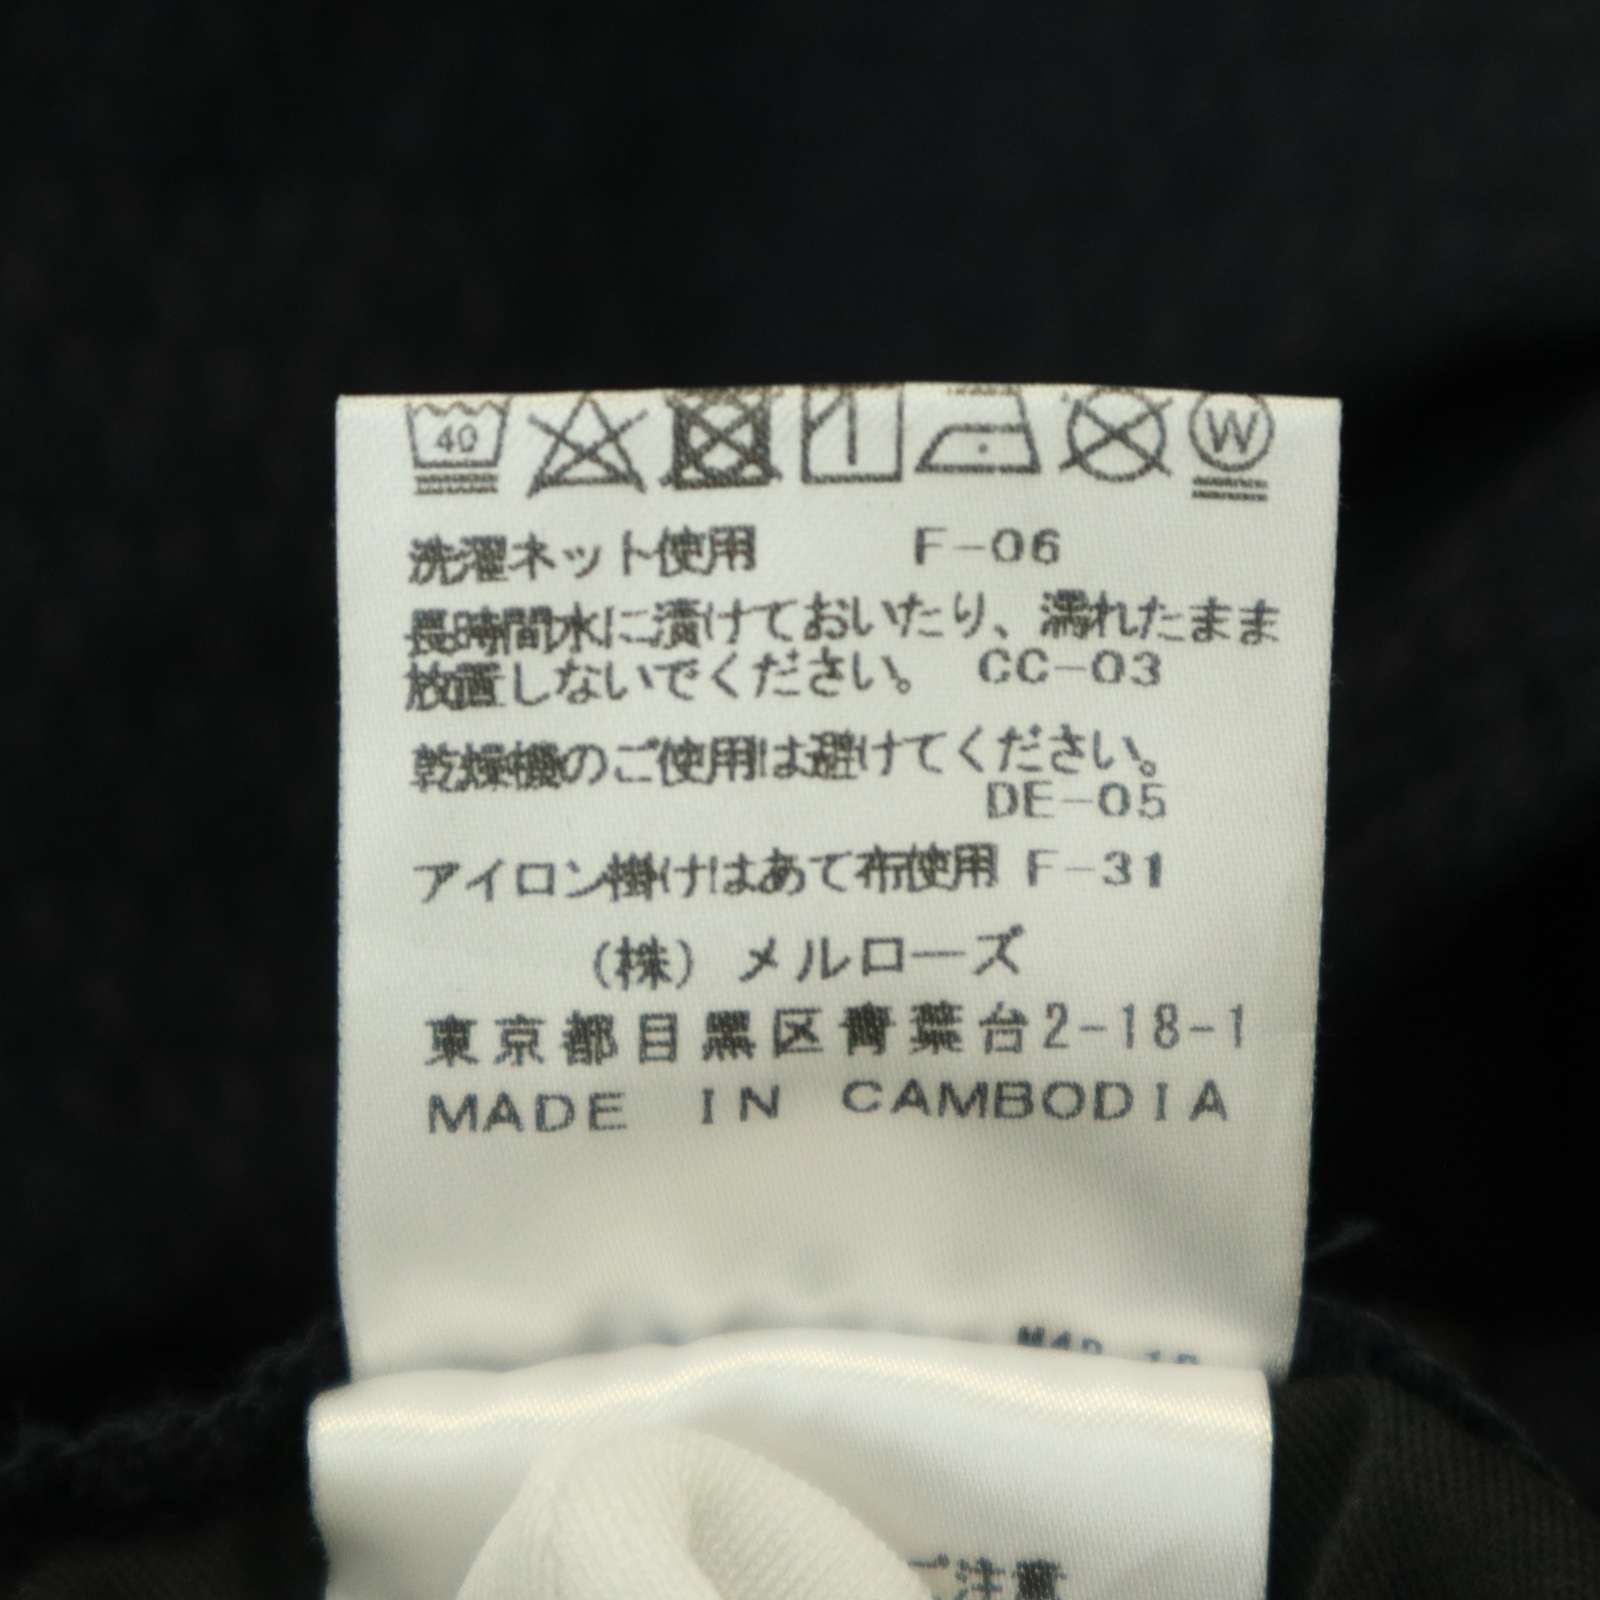 40 W
洗濯ネット使用 F-06
長時間水に漬けておいたり、濡れたまま
放置しないでください。 CC-03
乾燥機のご使用は避けてください。
DE-05
アイロン掛けはあて布使用 F-31
(株)メルローズ
東京都目黒区青葉台2-18-1
MADE IN CAMBODIA
ご注意